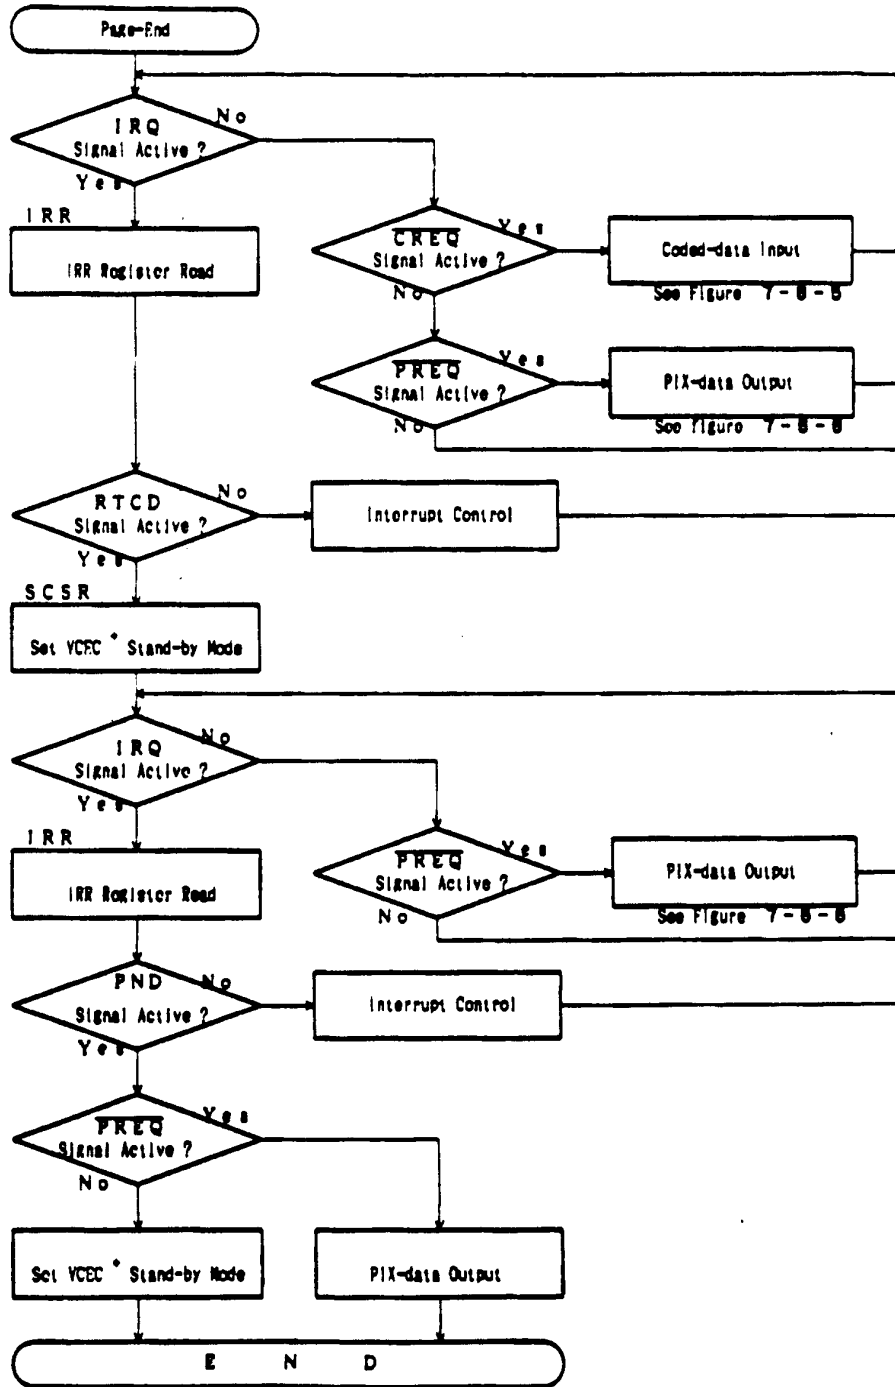 Page-End
No
IRQ
Signal Active ?
Yes
IRR
IRR Register Read
CREQ
Yes
Signal Active ?
No
Coded-data Input
See Figure 7-6-5
PREQ
Yes
Signal Active ?
No
PIX-data Output
See Figure 7-6-6
RTCD
No
Signal Active ?
Yes
Interrupt Control
SCSR
Set VCEC * Stand-by Mode
IRQ
No
Signal Active ?
Yes
IRR
IRR Register Read
PREQ
Yes
Signal Active ?
No
PIX-data Output
See Figure 7-6-6
PND
No
Signal Active ?
Yes
Interrupt Control
PREQ
Yes
Signal Active ?
No
Set VCEC * Stand-by Mode
PIX-data Output
E N D